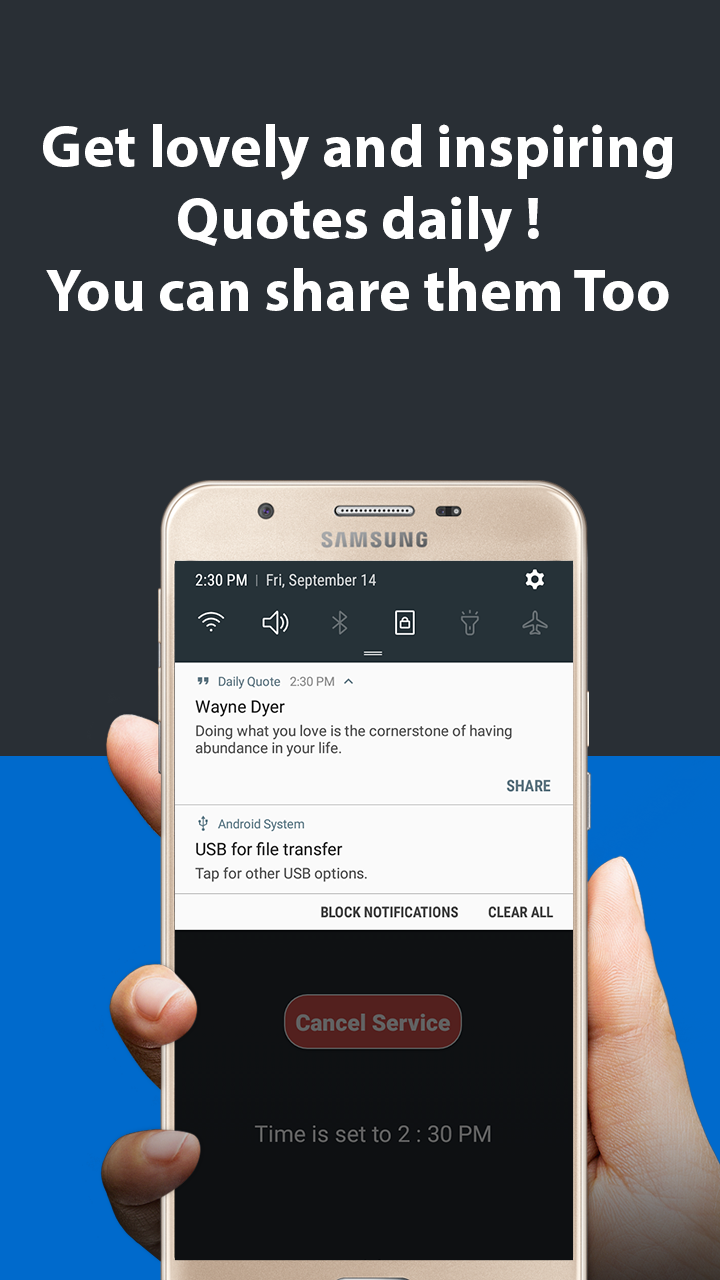 Get lovely and inspiring
Quotes daily !
You can share them Too
SAMSUNG
2:30 PM | Fri, September 14
Daily Quote 2:30 PM
Wayne Dyer
Doing what you love is the cornerstone of having
abundance in your life.
SHARE
Android System
USB for file transfer
Tap for other USB options.
BLOCK NOTIFICATIONS CLEAR ALL
Cancel Service
Time is set to 2 : 30 PM